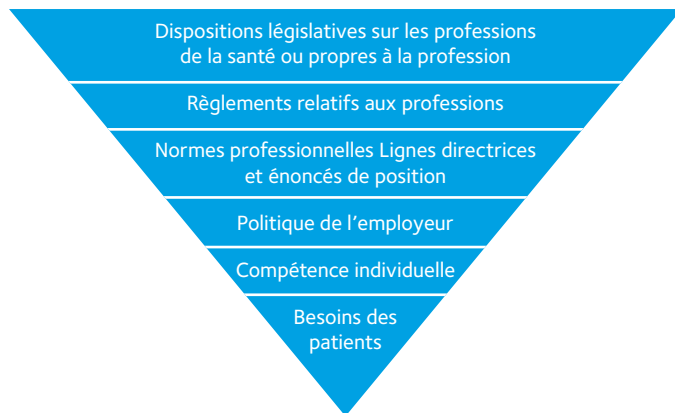 Dispositions législatives sur les professions
de la santé ou propres à la profession
Règlements relatifs aux professions
Normes professionnelles Lignes directrices
et énoncés de position
Politique de l’employeur
Compétence individuelle
Besoins des
patients